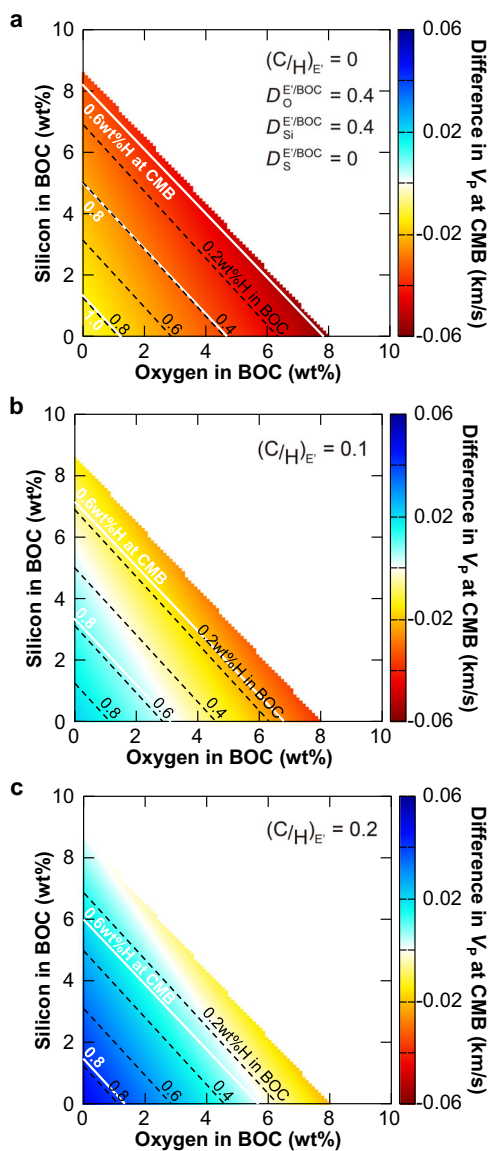 a
10
8
6
4
2
0
Silicon in BOC (wt%)
(C/H)E' = 0
D_O^E'/BOC = 0.4
D_Si^E'/BOC = 0.4
D_S^E'/BOC = 0
0.6wt%H at CMB
0.8
1.0
0.2wt%H in BOC
0.8
0.6
0.4
0 2 4 6 8 10
Oxygen in BOC (wt%)
0.06
0.02
-0.02
-0.06
Difference in VP at CMB (km/s)
b
10
8
6
4
2
0
Silicon in BOC (wt%)
(C/H)E' = 0.1
0.6wt%H at CMB
0.8
0.2wt%H in BOC
0.8
0.6
0.4
0 2 4 6 8 10
Oxygen in BOC (wt%)
0.06
0.02
-0.02
-0.06
Difference in VP at CMB (km/s)
c
10
8
6
4
2
0
Silicon in BOC (wt%)
(C/H)E' = 0.2
0.6wt%H at CMB
0.8
0.2wt%H in BOC
0.8
0.6
0.4
0 2 4 6 8 10
Oxygen in BOC (wt%)
0.06
0.02
-0.02
-0.06
Difference in VP at CMB (km/s)